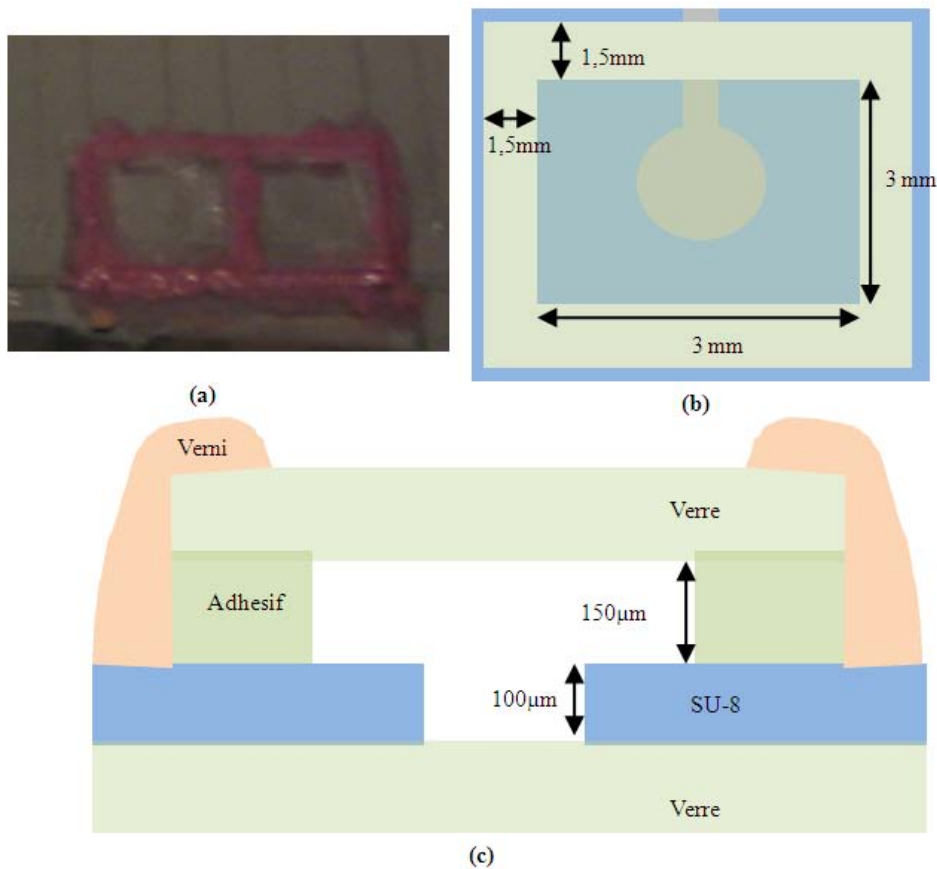 1,5mm
1,5mm
3 mm
3 mm
(a)
(b)
Verni
Verre
Adhesif
150µm
100µm
SU-8
Verre
(c)